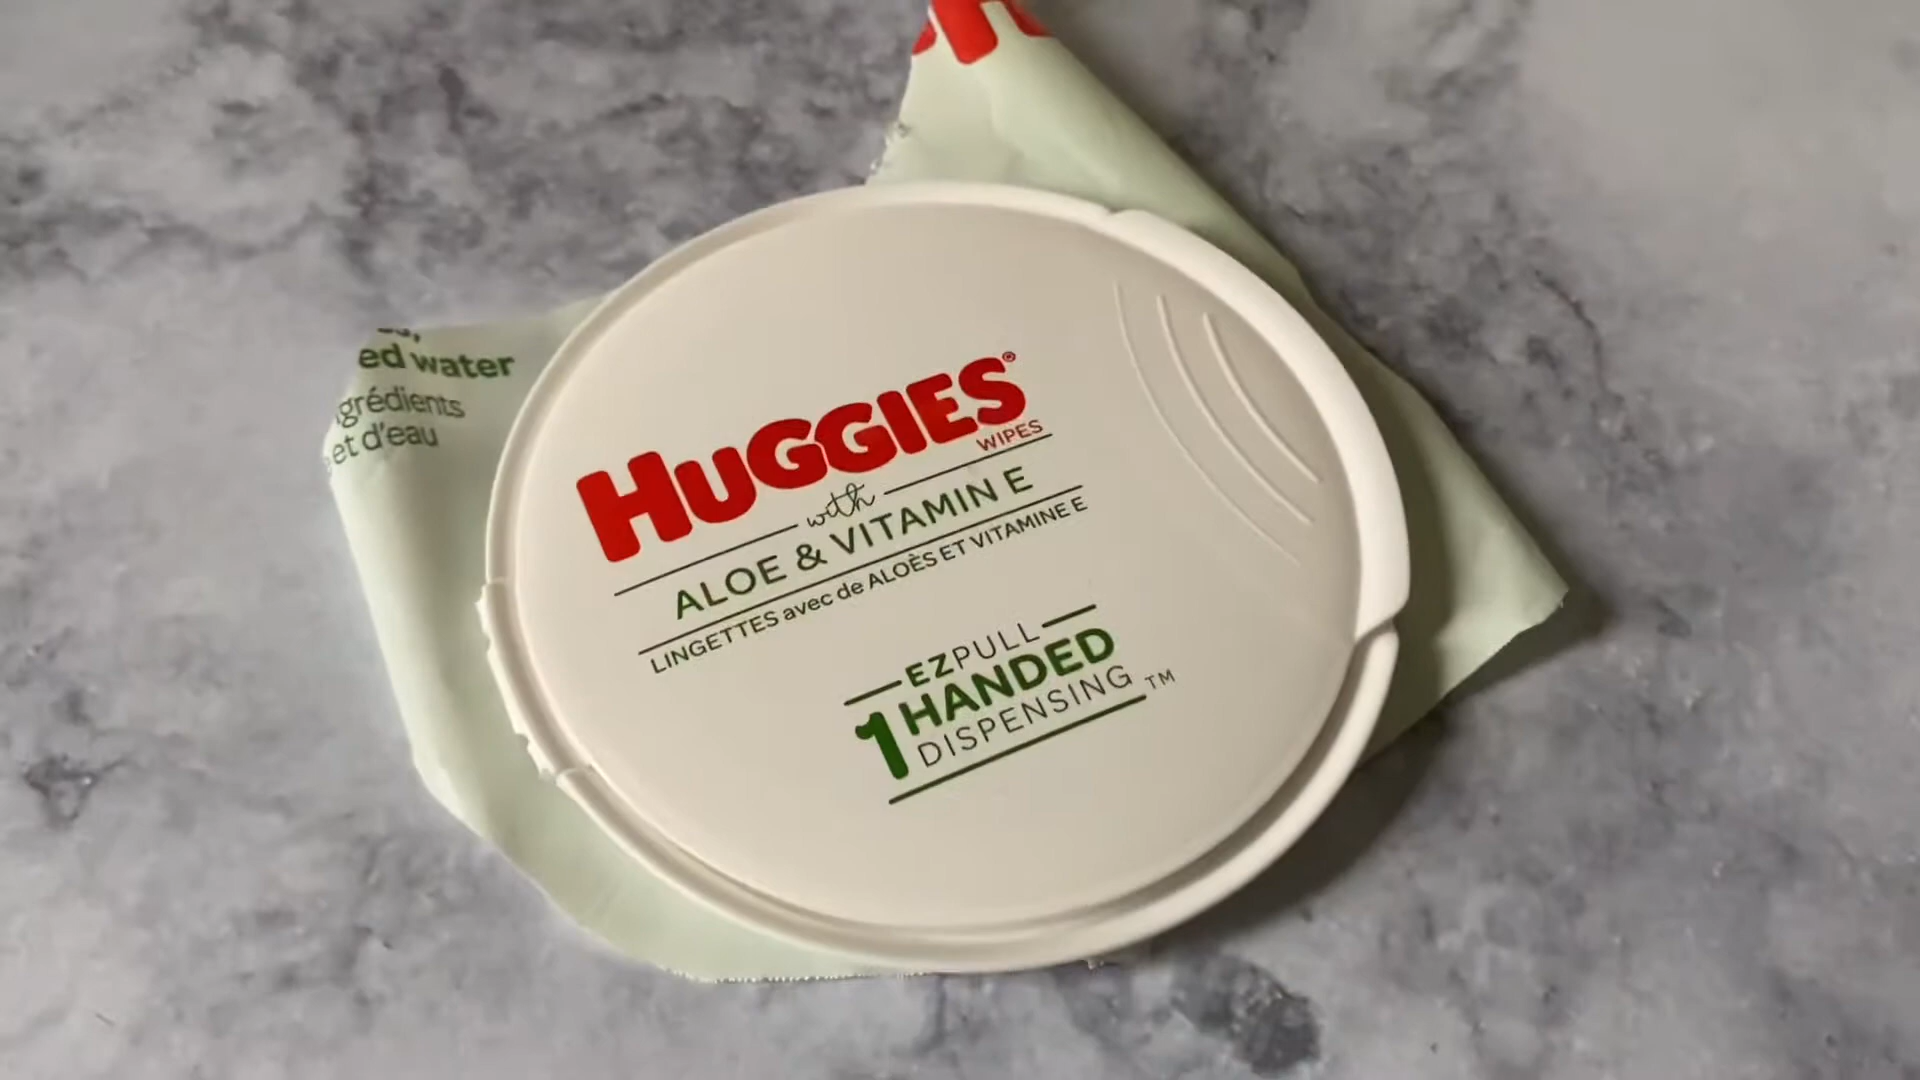 ed water
grédients
et d'eau
HUGGIES®
WIPES
with
ALOE & VITAMIN E
LINGETTES avec de ALOÈS ET VITAMINE E
EZPULL
1 HANDED
DISPENSING™